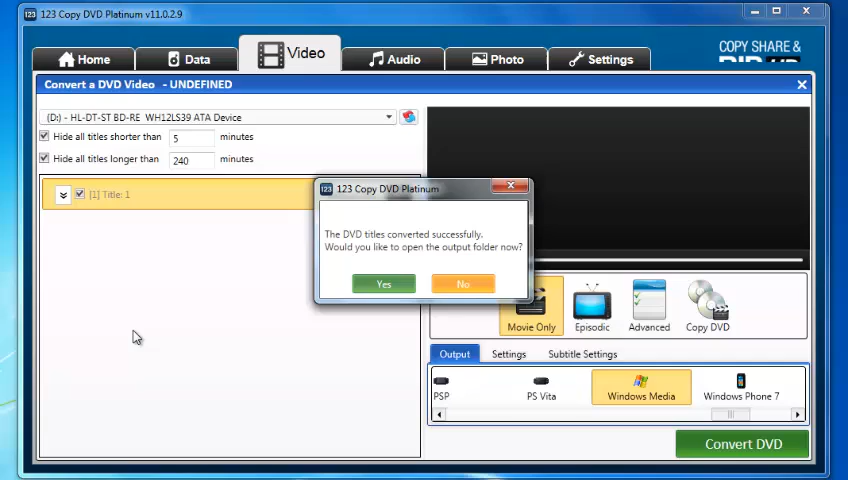 123 Copy DVD Platinum v11.0.2.9
Home
Data
Video
Audio
Photo
Settings
COPY SHARE &
Convert a DVD Video - UNDEFINED
(D:) - HL-DT-ST BD-RE WH12LS39 ATA Device
Hide all titles shorter than 5 minutes
Hide all titles longer than 240 minutes
[1] Title: 1
123 Copy DVD Platinum
The DVD titles converted successfully.
Would you like to open the output folder now?
Yes
No
Movie Only
Episodic
Advanced
Copy DVD
Output
Settings
Subtitle Settings
PSP
PS Vita
Windows Media
Windows Phone 7
Convert DVD